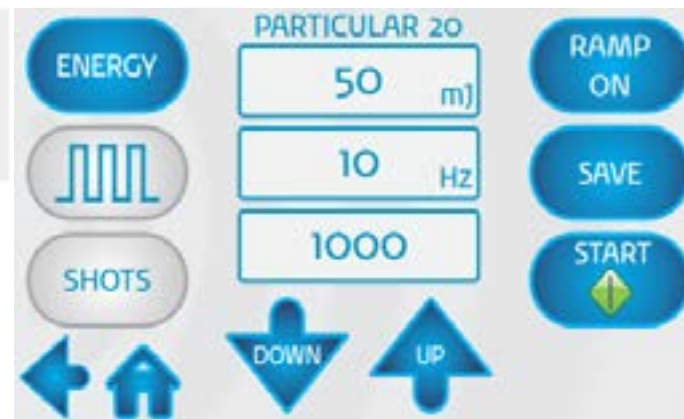 PARTICULAR 20
ENERGY
50 mJ
RAMP
ON
10 Hz
SAVE
SHOTS
1000
START
DOWN
UP